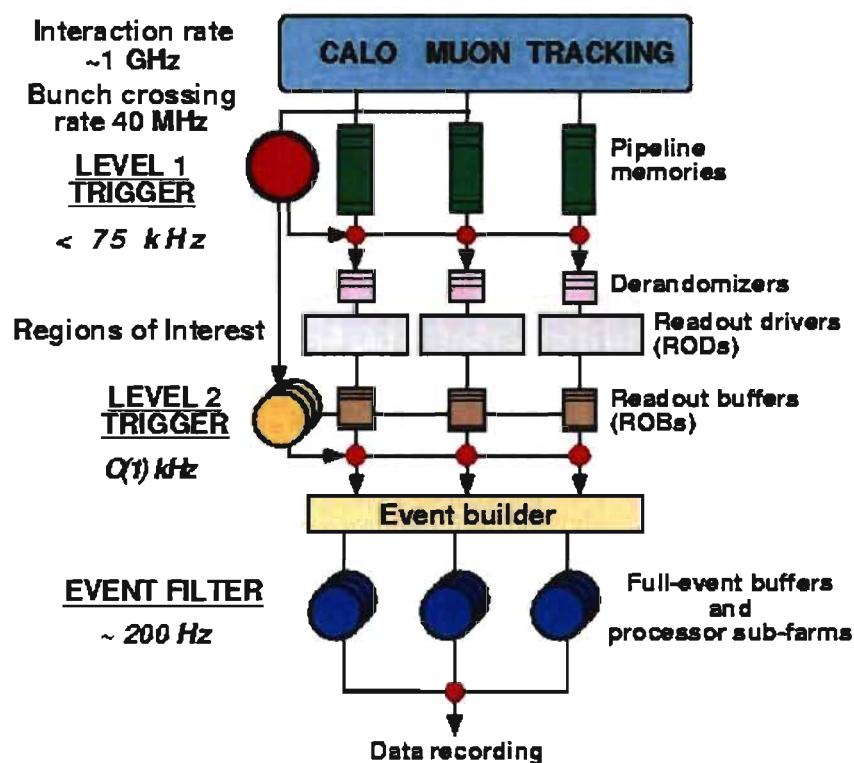 Interaction rate
~1 GHz
CALO MUON TRACKING
Bunch crossing
rate 40 MHz
LEVEL 1
TRIGGER
< 75 kHz
Pipeline
memories
Derandomizers
Regions of Interest
Readout drivers
(RODs)
LEVEL 2
TRIGGER
O(1) kHz
Readout buffers
(ROBs)
Event builder
EVENT FILTER
~ 200 Hz
Full-event buffers
and
processor sub-farms
Data recording